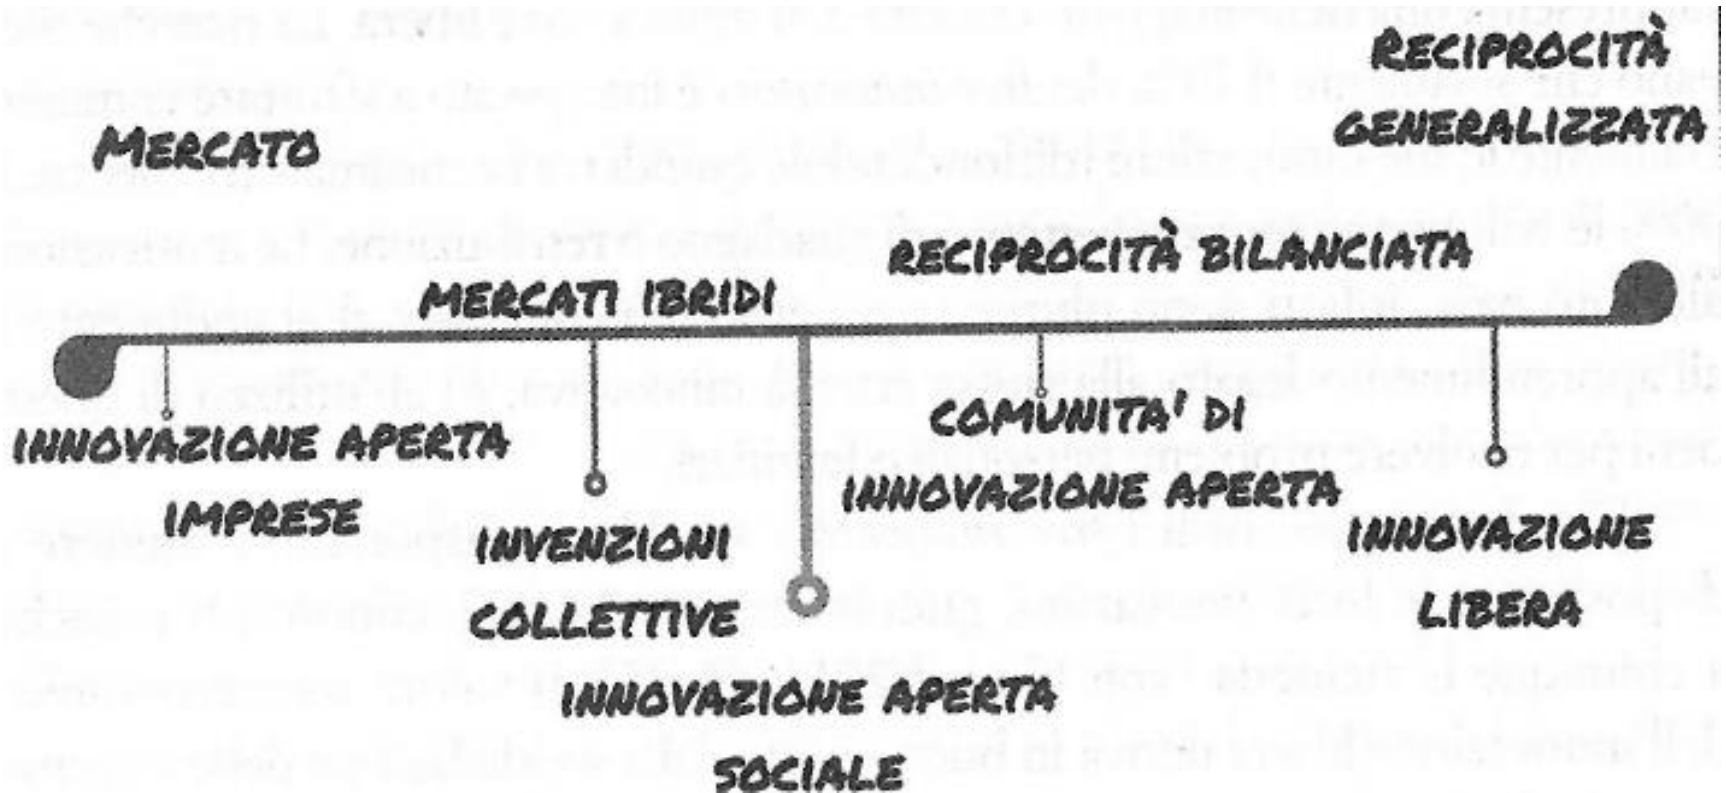 MERCATO
RECIPROCITÀ
GENERALIZZATA
MERCATI IBRIDI
RECIPROCITÀ BILANCIATA
INNOVAZIONE APERTA
IMPRESE
INVENZIONI
COLLETTIVE
INNOVAZIONE APERTA
SOCIALE
COMUNITA' DI
INNOVAZIONE APERTA
INNOVAZIONE
LIBERA